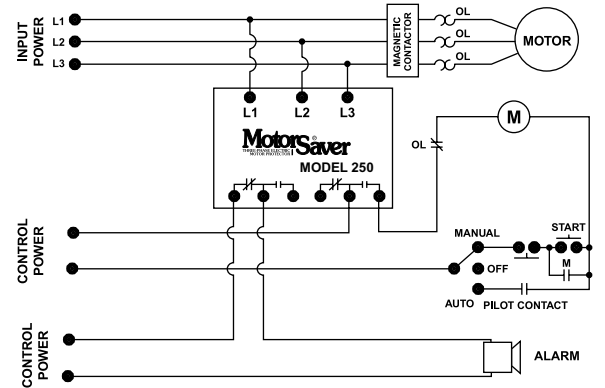 INPUT
POWER
L1
L2
L3
MAGNETIC
CONTACTOR
OL
OL
OL
MOTOR
L1 L2 L3
MotorSaver®
THREE PHASE ELECTRIC
MOTOR PROTECTOR
MODEL 250
OL
M
CONTROL
POWER
MANUAL
START
OFF
M
AUTO PILOT CONTACT
CONTROL
POWER
ALARM